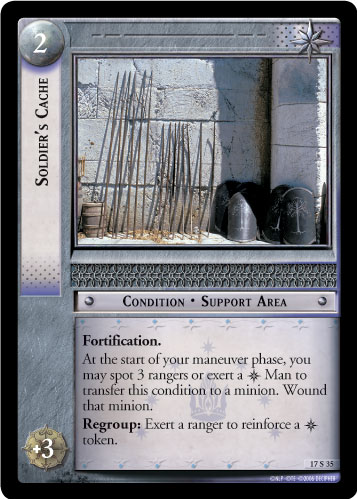 2
SOLDIER'S CACHE
CONDITION • SUPPORT AREA
Fortification.
At the start of your maneuver phase, you
may spot 3 rangers or exert a Man to
transfer this condition to a minion. Wound
that minion.
Regroup: Exert a ranger to reinforce a
token.
+3
17 S 35